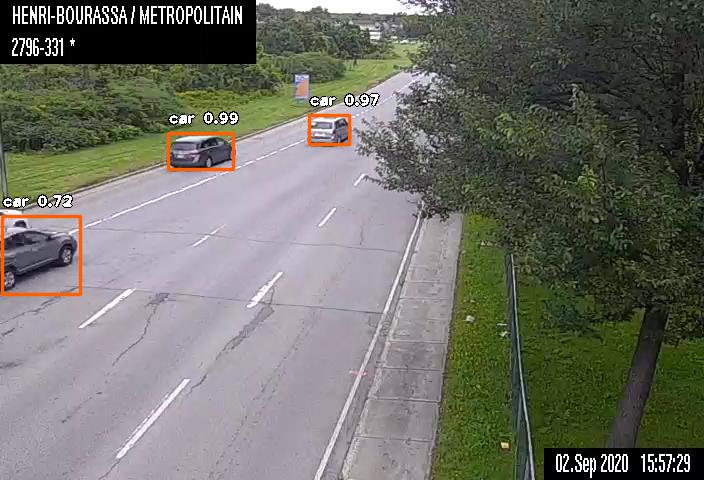 HENRI-BOURASSA / METROPOLITAIN
2796-331 *
car 0.97
car 0.99
car 0.72
02.Sep 2020 15:57:29